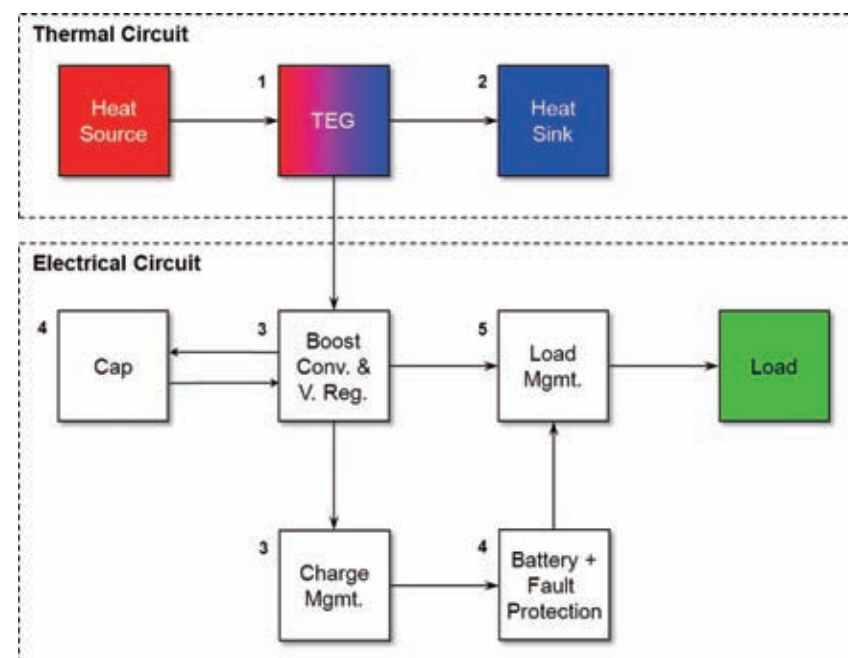 Thermal Circuit
1
2
Heat
Source
TEG
Heat
Sink
Electrical Circuit
4
3
5
Cap
Boost
Conv. &
V. Reg.
Load
Mgmt.
Load
3
4
Charge
Mgmt.
Battery +
Fault
Protection